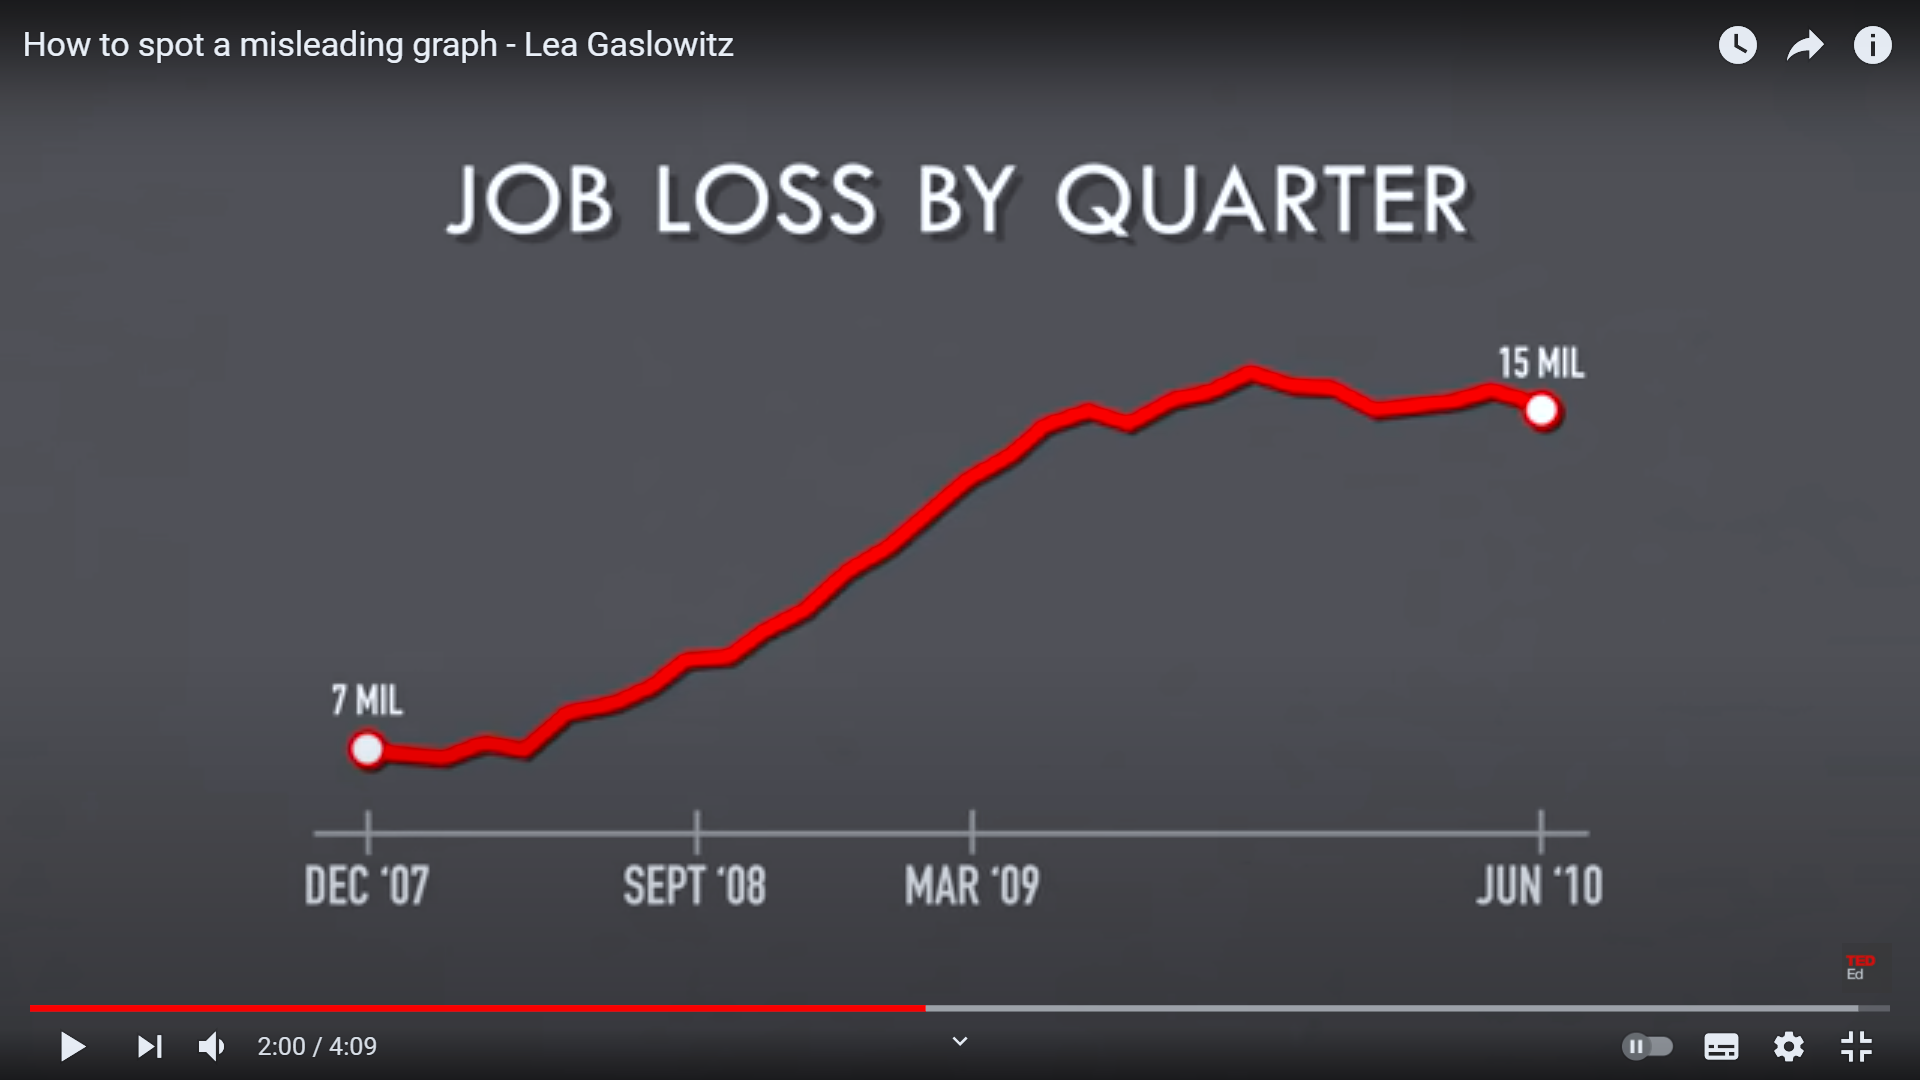 How to spot a misleading graph - Lea Gaslowitz
JOB LOSS BY QUARTER
15 MIL
7 MIL
DEC ‘07 SEPT ‘08 MAR ‘09 JUN ‘10
TED
Ed
2:00 / 4:09